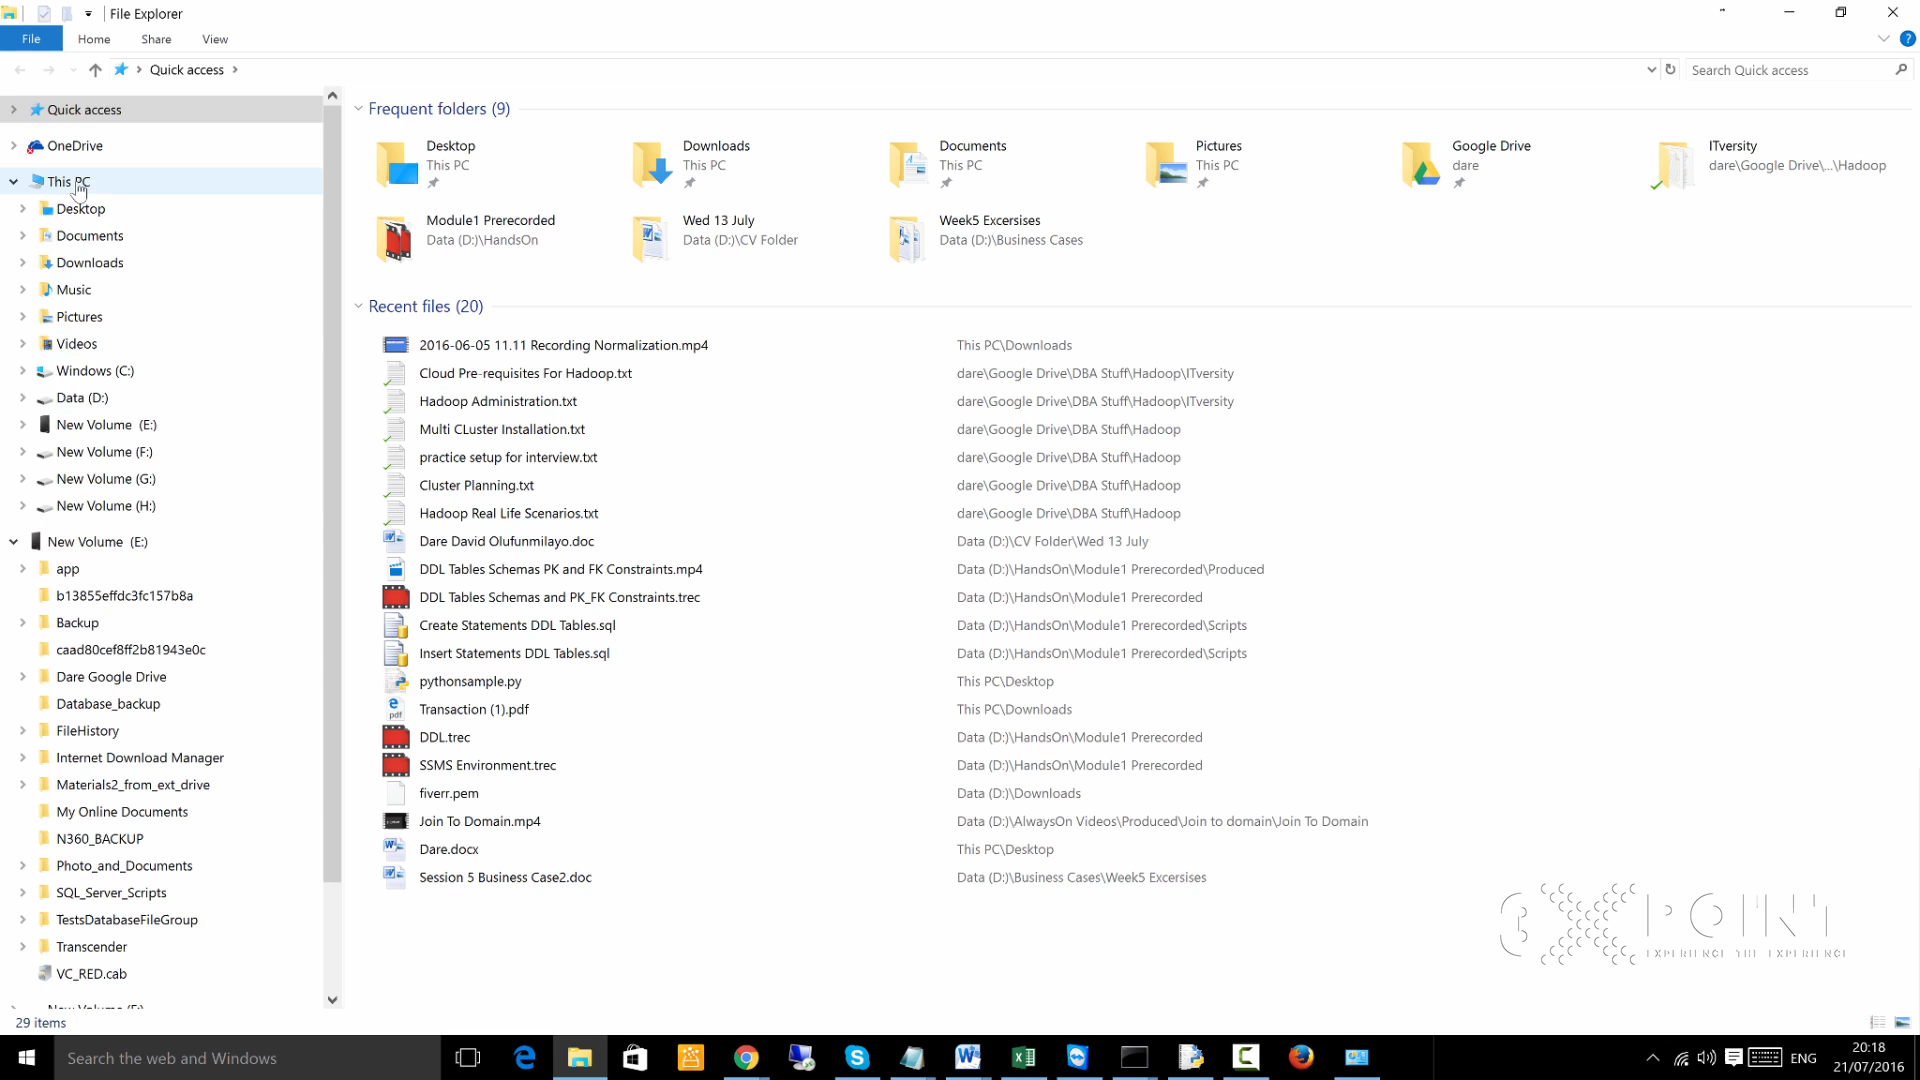 File Explorer
File Home Share View
Quick access
Search Quick access
Quick access
OneDrive
This PC
Desktop
Documents
Downloads
Music
Pictures
Videos
Windows (C:)
Data (D:)
New Volume (E:)
New Volume (F:)
New Volume (G:)
New Volume (H:)
New Volume (E:)
app
b13855effdc3fc157b8a
Backup
caad80cef8ff2b81943e0c
Dare Google Drive
Database_backup
FileHistory
Internet Download Manager
Materials2_from_ext_drive
My Online Documents
N360_BACKUP
Photo_and_Documents
SQL_Server_Scripts
TestsDatabaseFileGroup
Transcender
VC_RED.cab
Frequent folders (9)
Desktop
This PC
Downloads
This PC
Documents
This PC
Pictures
This PC
Google Drive
dare
ITversity
dare\Google Drive\...\Hadoop
Module1 Prerecorded
Data (D:)\HandsOn
Wed 13 July
Data (D:)\CV Folder
Week5 Excersises
Data (D:)\Business Cases
Recent files (20)
2016-06-05 11.11 Recording Normalization.mp4 This PC\Downloads
Cloud Pre-requisites For Hadoop.txt dare\Google Drive\DBA Stuff\Hadoop\ITversity
Hadoop Administration.txt dare\Google Drive\DBA Stuff\Hadoop\ITversity
Multi CLuster Installation.txt dare\Google Drive\DBA Stuff\Hadoop
practice setup for interview.txt dare\Google Drive\DBA Stuff\Hadoop
Cluster Planning.txt dare\Google Drive\DBA Stuff\Hadoop
Hadoop Real Life Scenarios.txt dare\Google Drive\DBA Stuff\Hadoop
Dare David Olufunmilayo.doc Data (D:)\CV Folder\Wed 13 July
DDL Tables Schemas PK and FK Constraints.mp4 Data (D:)\HandsOn\Module1 Prerecorded\Produced
DDL Tables Schemas and PK_FK Constraints.trec Data (D:)\HandsOn\Module1 Prerecorded
Create Statements DDL Tables.sql Data (D:)\HandsOn\Module1 Prerecorded\Scripts
Insert Statements DDL Tables.sql Data (D:)\HandsOn\Module1 Prerecorded\Scripts
pythonsample.py This PC\Desktop
Transaction (1).pdf This PC\Downloads
DDL.trec Data (D:)\HandsOn\Module1 Prerecorded
SSMS Environment.trec Data (D:)\HandsOn\Module1 Prerecorded
fiverr.pem Data (D:)\Downloads
Join To Domain.mp4 Data (D:)\AlwaysOn Videos\Produced\Join to domain\Join To Domain
Dare.docx This PC\Desktop
Session 5 Business Case2.doc Data (D:)\Business Cases\Week5 Excersises
3XPOINT
EXPERIENCE THE EXPERIENCE
29 items
Search the web and Windows
ENG
20:18
21/07/2016